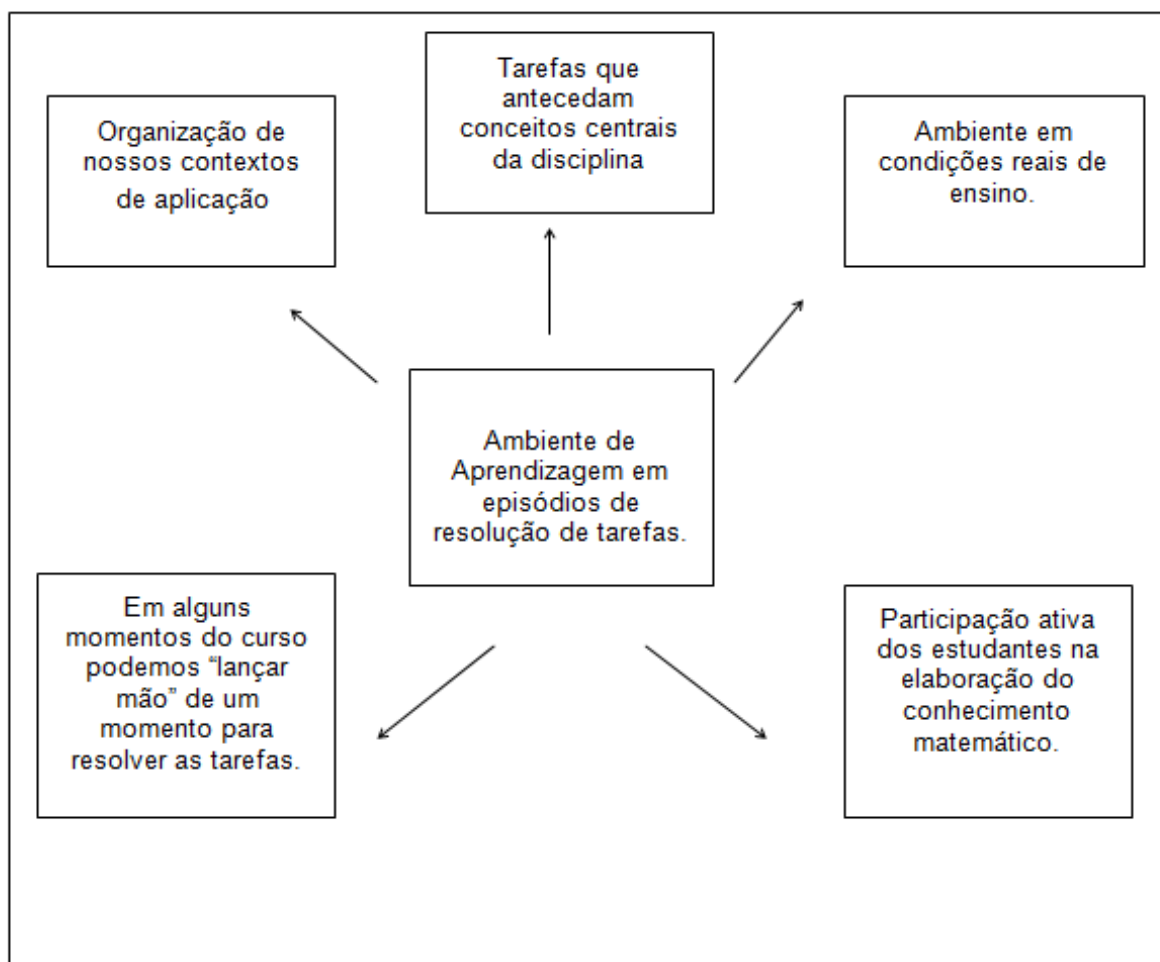 Tarefas que
antecedam
conceitos centrais
da disciplina
Organização de
nossos contextos
de aplicação
Ambiente em
condições reais de
ensino.
Ambiente de
Aprendizagem em
episódios de
resolução de tarefas.
Em alguns
momentos do curso
podemos “lançar
mão” de um
momento para
resolver as tarefas.
Participação ativa
dos estudantes na
elaboração do
conhecimento
matemático.